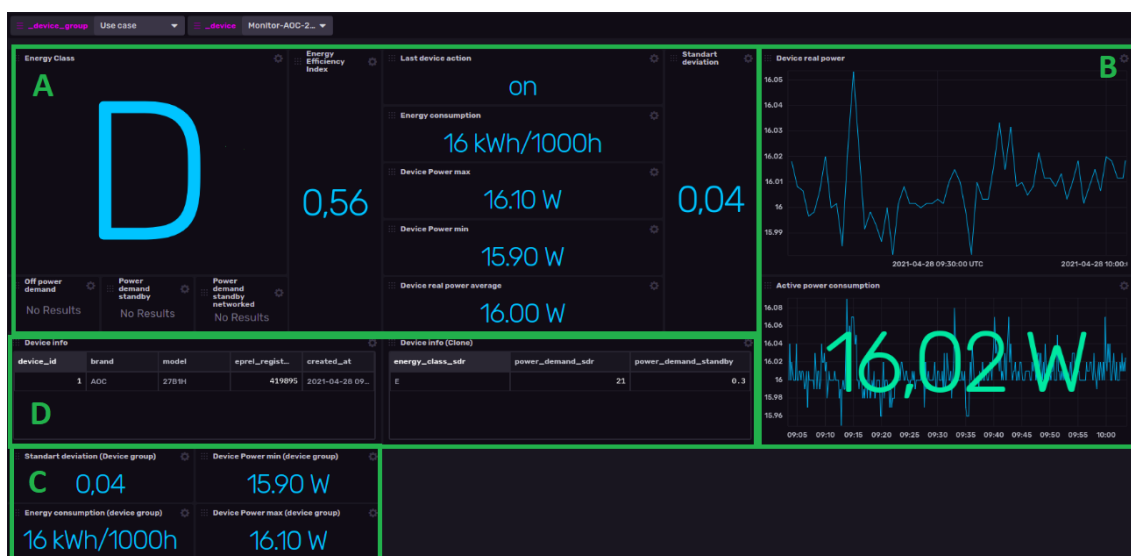 _device_group Use case _device Monitor-AOC-2...
A
Energy Class
D
Energy
Efficiency
Index
0,56
Last device action
on
Energy consumption
16 kWh/1000h
Device Power max
16.10 W
Device Power min
15.90 W
Device real power average
16.00 W
Standart
deviation
0,04
Off power
demand
No Results
Power
demand
standby
No Results
Power
demand
standby
networked
No Results
B
Device real power
16.05
16.04
16.03
16.02
16.01
16
15.99
2021-04-28 09:30:00 UTC 2021-04-28 10:00:
Active power consumption
16.08
16.06
16.04
16.02
16
15.98
15.96
16,02 W
09:05 09:10 09:15 09:20 09:25 09:30 09:35 09:40 09:45 09:50 09:55 10:00
Device info
device_id brand model eprel_regist... created_at
1 AOC 27B1H 419895 2021-04-28 09...
D
Device info (Clone)
energy_class_sdr power_demand_sdr power_demand_standby
E 21 0.3
Standart deviation (Device group)
C
0,04
Device Power min (device group)
15.90 W
Energy consumption (device group)
16 kWh/1000h
Device Power max (device group)
16.10 W